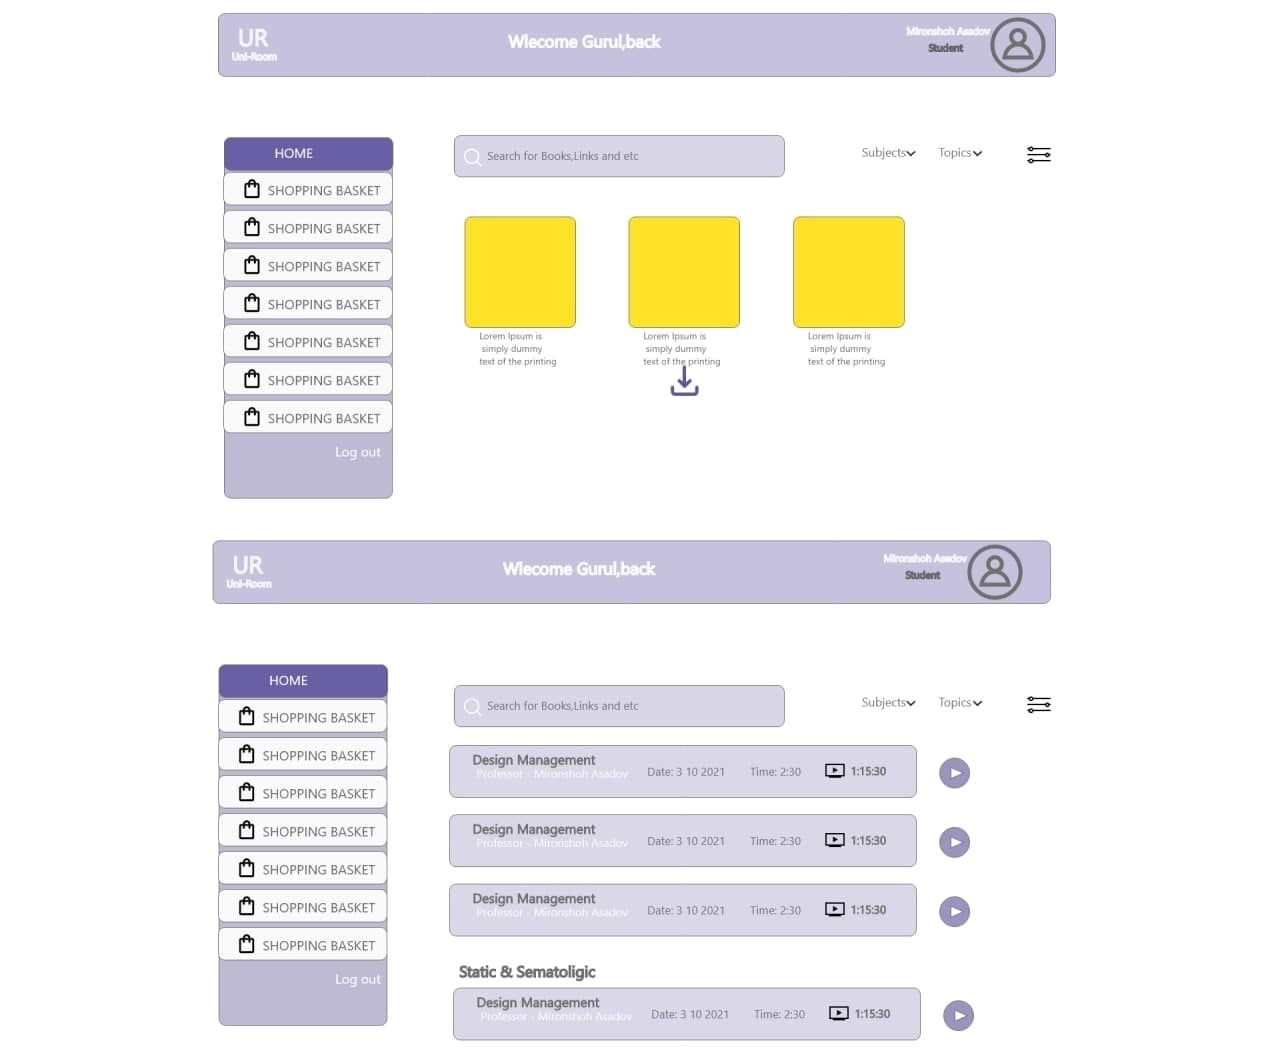 UR
Uni-Room
Wlecome Gurul,back
Mironshoh Asadov
Student
HOME
SHOPPING BASKET
SHOPPING BASKET
SHOPPING BASKET
SHOPPING BASKET
SHOPPING BASKET
SHOPPING BASKET
SHOPPING BASKET
Log out
Search for Books,Links and etc
Subjects
Topics
Lorem Ipsum is
simply dummy
text of the printing
Lorem Ipsum is
simply dummy
text of the printing
Lorem Ipsum is
simply dummy
text of the printing
UR
Uni-Room
Wlecome Gurul,back
Mironshoh Asadov
Student
HOME
SHOPPING BASKET
SHOPPING BASKET
SHOPPING BASKET
SHOPPING BASKET
SHOPPING BASKET
SHOPPING BASKET
SHOPPING BASKET
Log out
Search for Books,Links and etc
Subjects
Topics
Design Management
Professor - Mironshoh Asadov
Date: 3 10 2021
Time: 2:30
1:15:30
Design Management
Professor - Mironshoh Asadov
Date: 3 10 2021
Time: 2:30
1:15:30
Design Management
Professor - Mironshoh Asadov
Date: 3 10 2021
Time: 2:30
1:15:30
Static & Sematoligic
Design Management
Professor - Mironshoh Asadov
Date: 3 10 2021
Time: 2:30
1:15:30